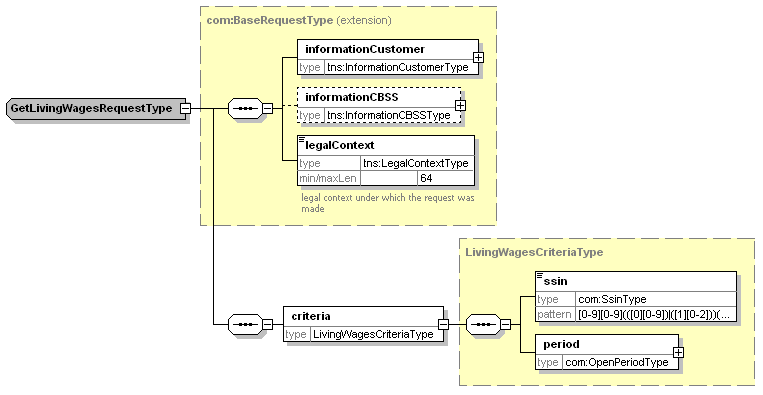 com:BaseRequestType (extension)
informationCustomer
type tns:InformationCustomerType
GetLivingWagesRequestType
informationCBSS
type tns:InformationCBSSType
legalContext
type tns:LegalContextType
min/maxLen 64
legal context under which the request was
made
LivingWagesCriteriaType
ssin
type com:SsinType
pattern [0-9][0-9](([0][0-9])|([1][0-2]))(...
criteria
type LivingWagesCriteriaType
period
type com:OpenPeriodType